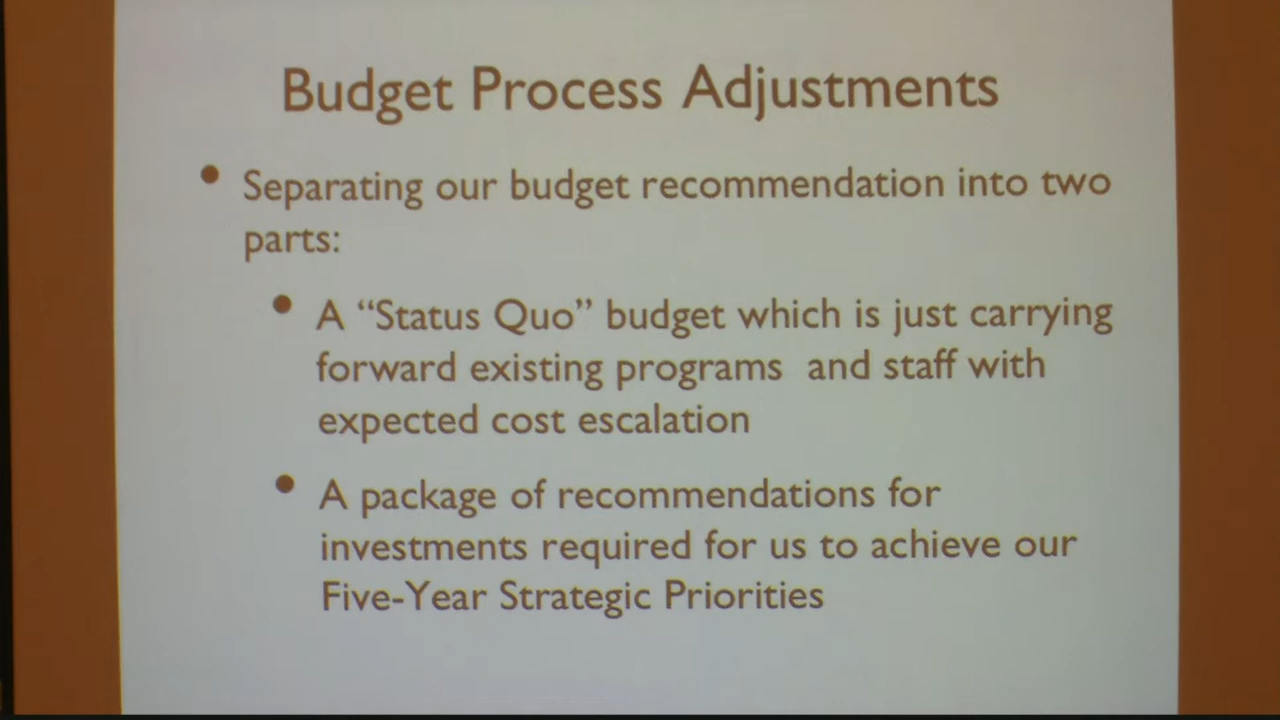 Budget Process Adjustments
• Separating our budget recommendation into two
parts:
• A “Status Quo” budget which is just carrying
forward existing programs  and staff with
expected cost escalation
• A package of recommendations for
investments required for us to achieve our
Five-Year Strategic Priorities